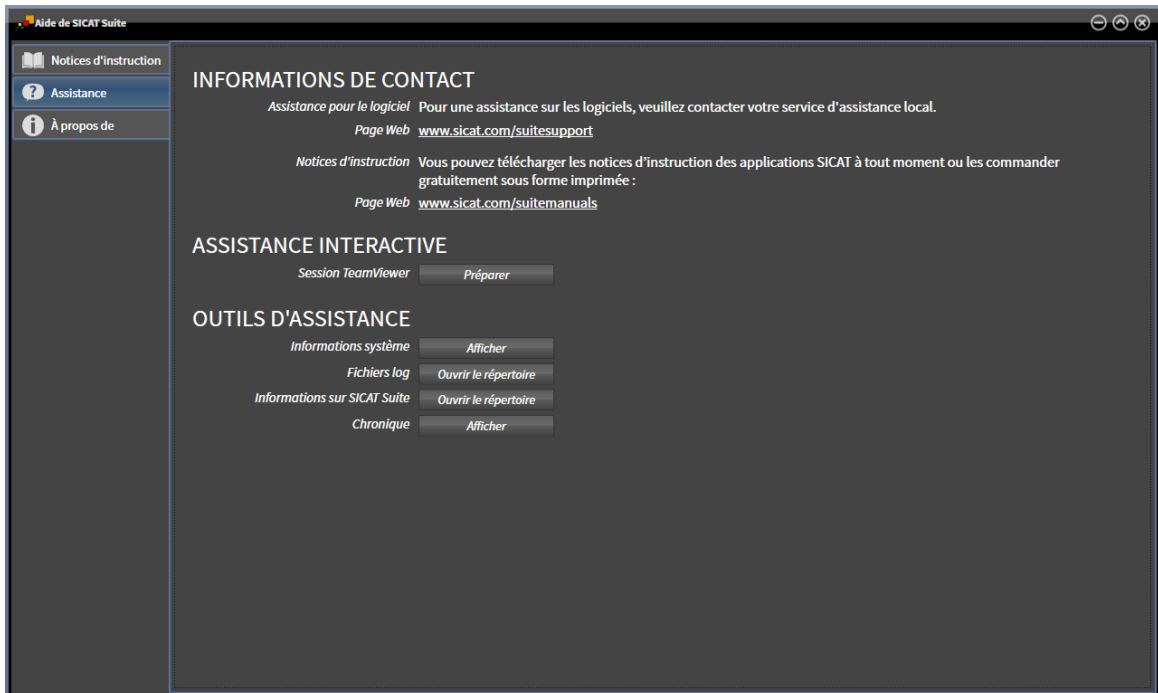 Aide de SICAT Suite
Notices d'instruction
Assistance
À propos de
INFORMATIONS DE CONTACT
Assistance pour le logiciel Pour une assistance sur les logiciels, veuillez contacter votre service d'assistance local.
Page Web www.sicat.com/suitesupport
Notices d'instruction Vous pouvez télécharger les notices d'instruction des applications SICAT à tout moment ou les commander
gratuitement sous forme imprimée :
Page Web www.sicat.com/suitemanuals
ASSISTANCE INTERACTIVE
Session TeamViewer Préparer
OUTILS D'ASSISTANCE
Informations système Afficher
Fichiers log Ouvrir le répertoire
Informations sur SICAT Suite Ouvrir le répertoire
Chronique Afficher